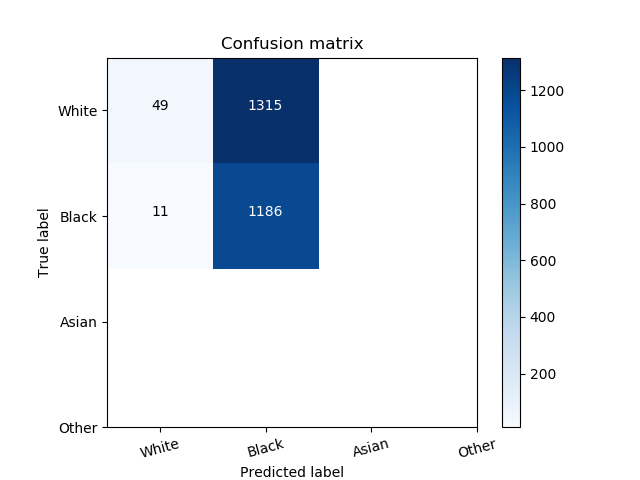 Confusion matrix
White 49 1315
Black 11 1186
Asian
Other
White Black Asian Other
Predicted label
True label
1200
1000
800
600
400
200